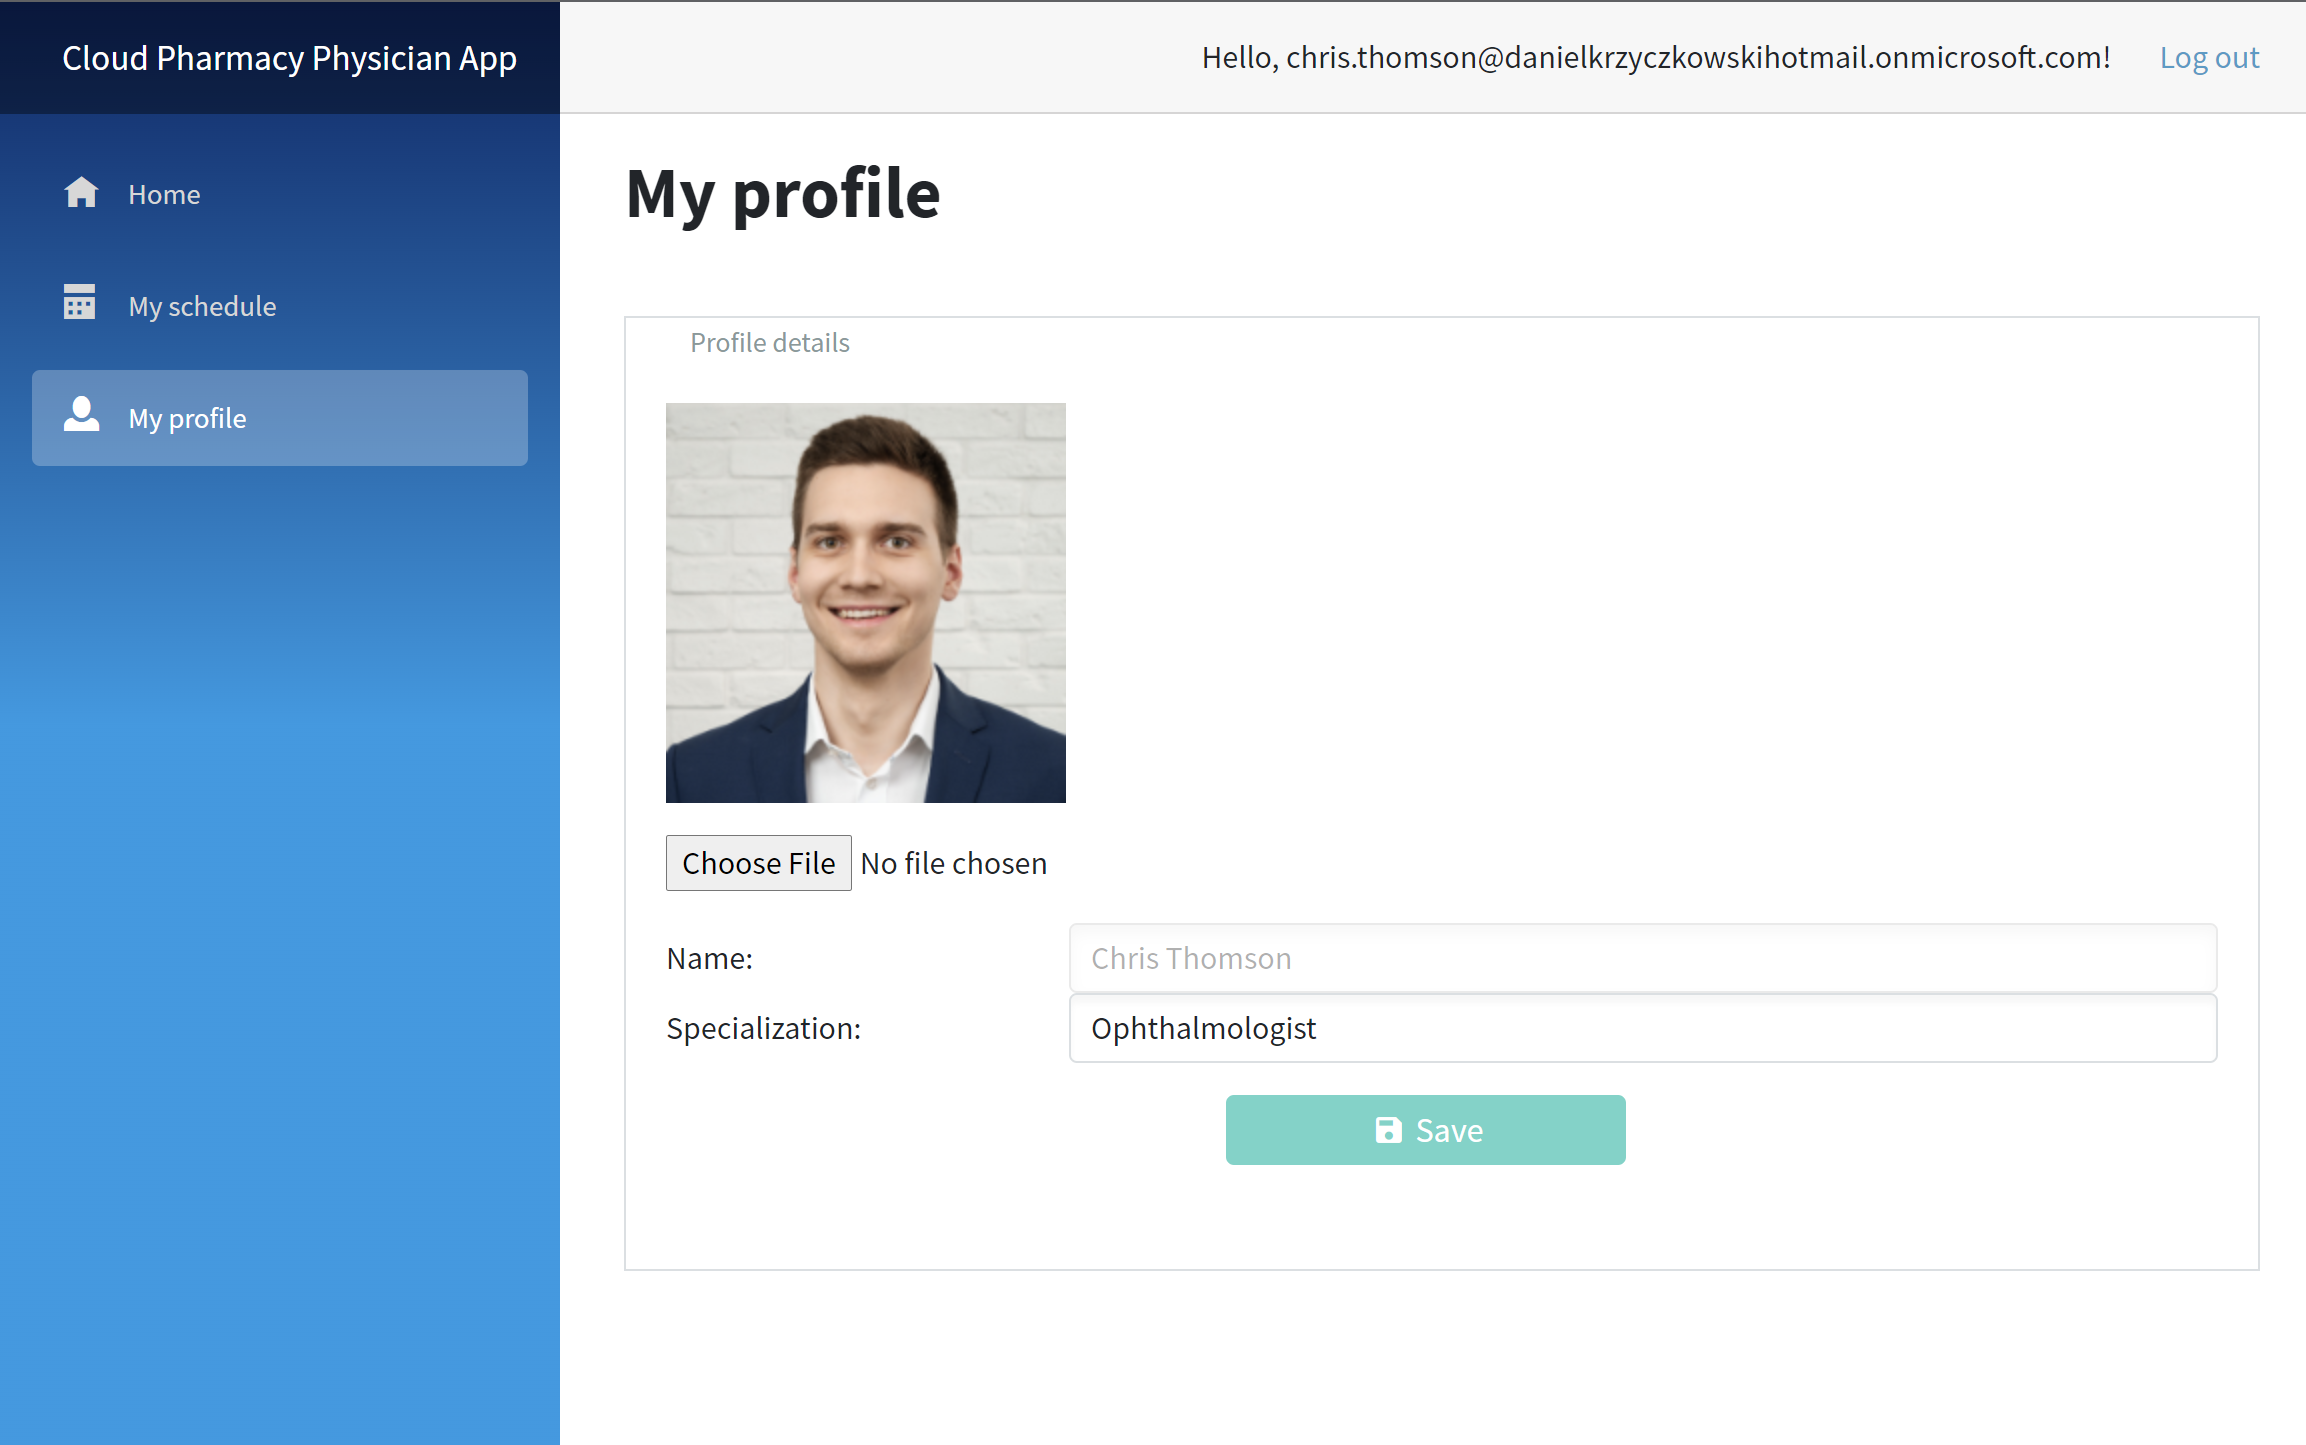 Cloud Pharmacy Physician App
Hello, chris.thomson@danielkrzyczkowskihotmail.onmicrosoft.com! Log out
Home
My schedule
My profile
My profile
Profile details
Choose File No file chosen
Name: Chris Thomson
Specialization: Ophthalmologist
Save